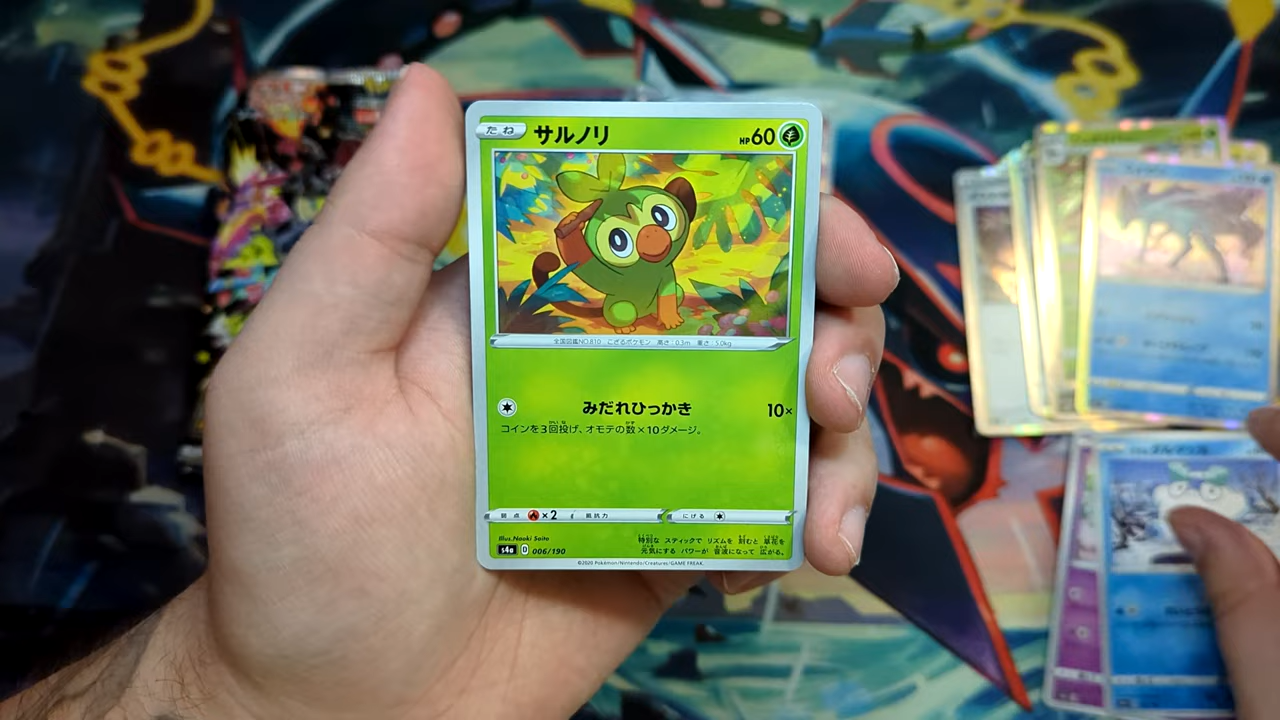 たね サルノリ HP60
全国図鑑NO.810 こざるポケモン 高さ:0.3m 重さ:5.0kg
みだれひっかき 10×
コインを3回投げ、オモテの数×10ダメージ。
弱点 ×2 抵抗力 にげる
Illus. Naoki Saito
s4a D 006/190
特別な スティックで リズムを 刻むと 草花を
元気にする パワーが 音波になって 広がる。
©2020 Pokémon/Nintendo/Creatures/GAME FREAK.